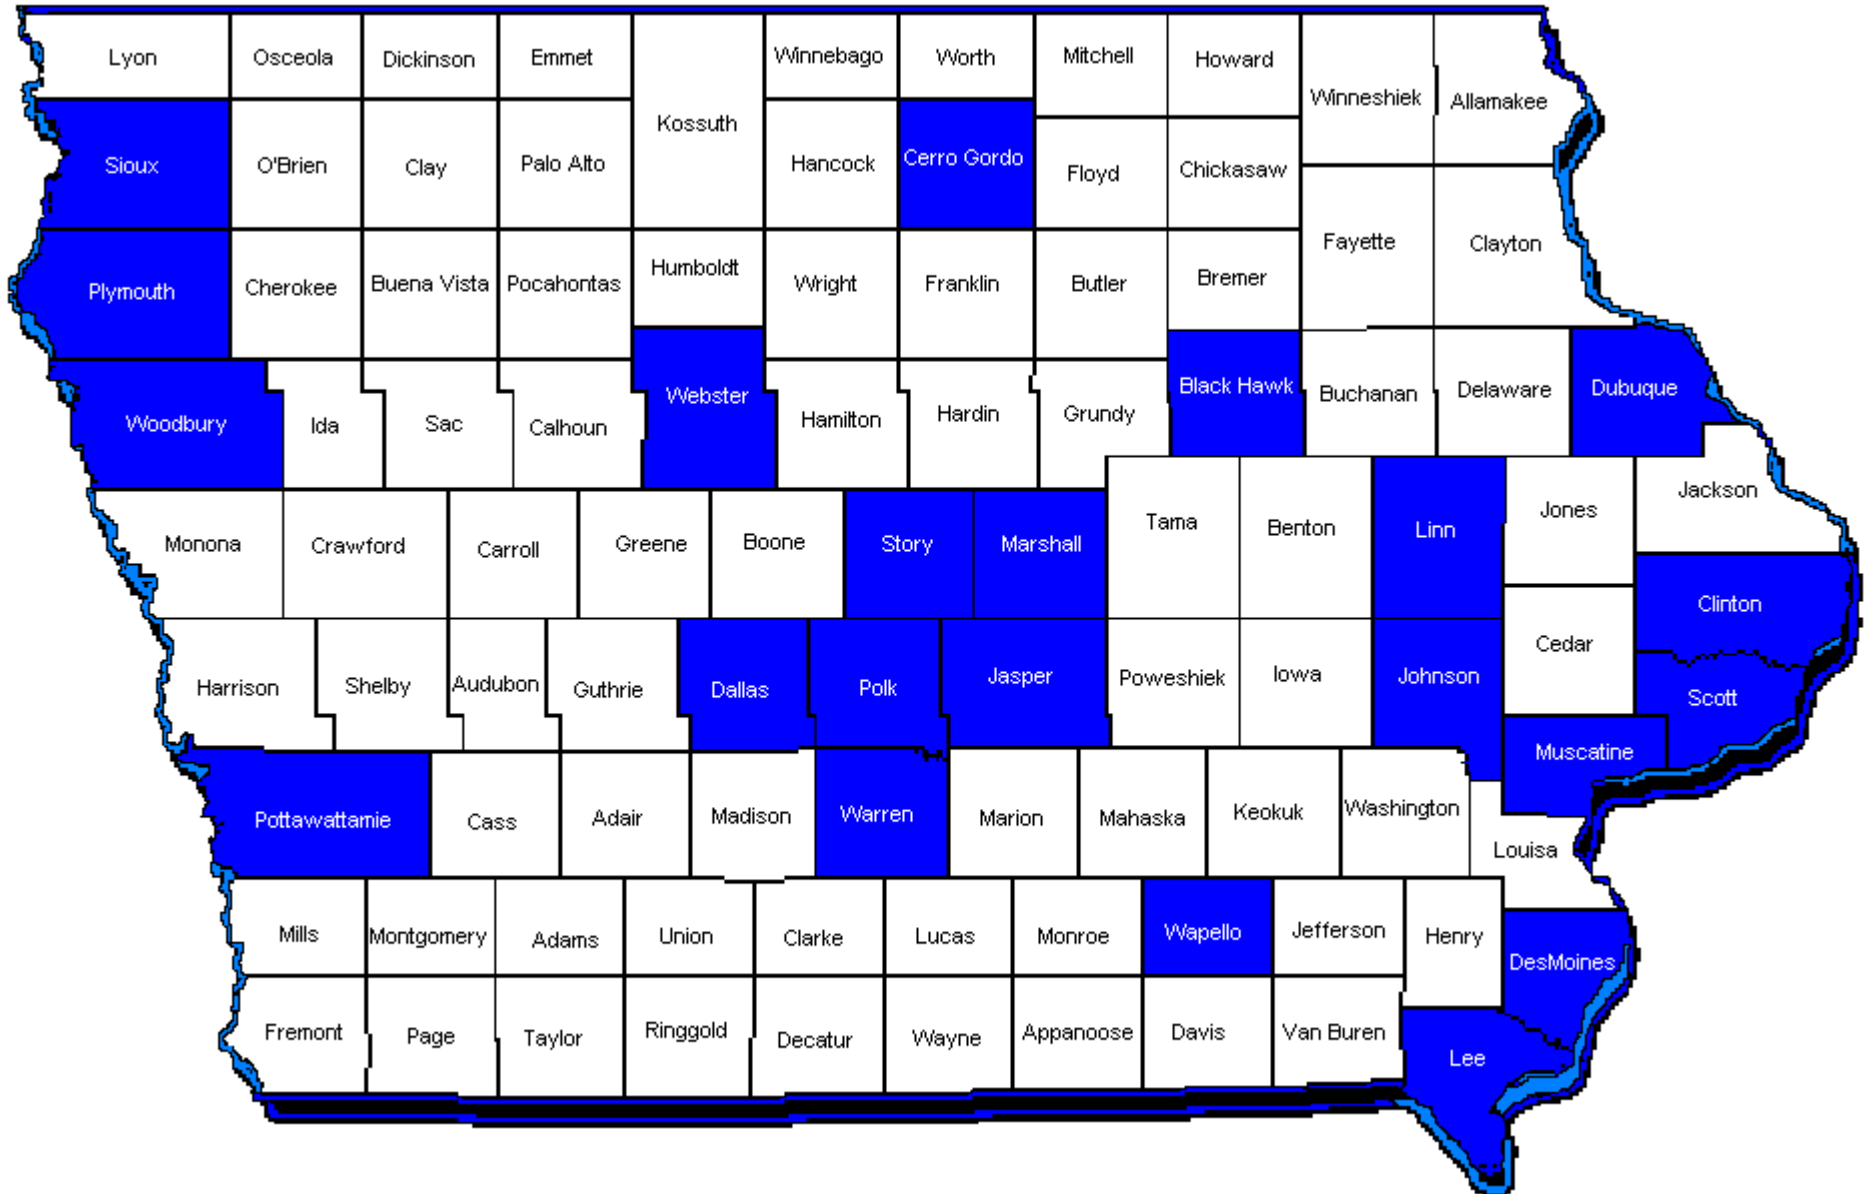 Lyon
Osceola
Dickinson
Emmet
Winnebago
Worth
Mitchell
Howard
Kossuth
Winneshiek
Allamakee
Sioux
O'Brien
Clay
Palo Alto
Hancock
Cerro Gordo
Floyd
Chickasaw
Fayette
Clayton
Plymouth
Cherokee
Buena Vista
Pocahontas
Humboldt
Wright
Franklin
Butler
Bremer
Woodbury
Ida
Sac
Calhoun
Webster
Hamilton
Hardin
Grundy
Black Hawk
Buchanan
Delaware
Dubuque
Monona
Crawford
Carroll
Greene
Boone
Story
Marshall
Tama
Benton
Linn
Jones
Jackson
Clinton
Cedar
Harrison
Shelby
Audubon
Guthrie
Dallas
Polk
Jasper
Poweshiek
Iowa
Johnson
Scott
Muscatine
Pottawattamie
Cass
Adair
Madison
Warren
Marion
Mahaska
Keokuk
Washington
Louisa
Mills
Montgomery
Adams
Union
Clarke
Lucas
Monroe
Wapello
Jefferson
Henry
DesMoines
Fremont
Page
Taylor
Ringgold
Decatur
Wayne
Appanoose
Davis
Van Buren
Lee